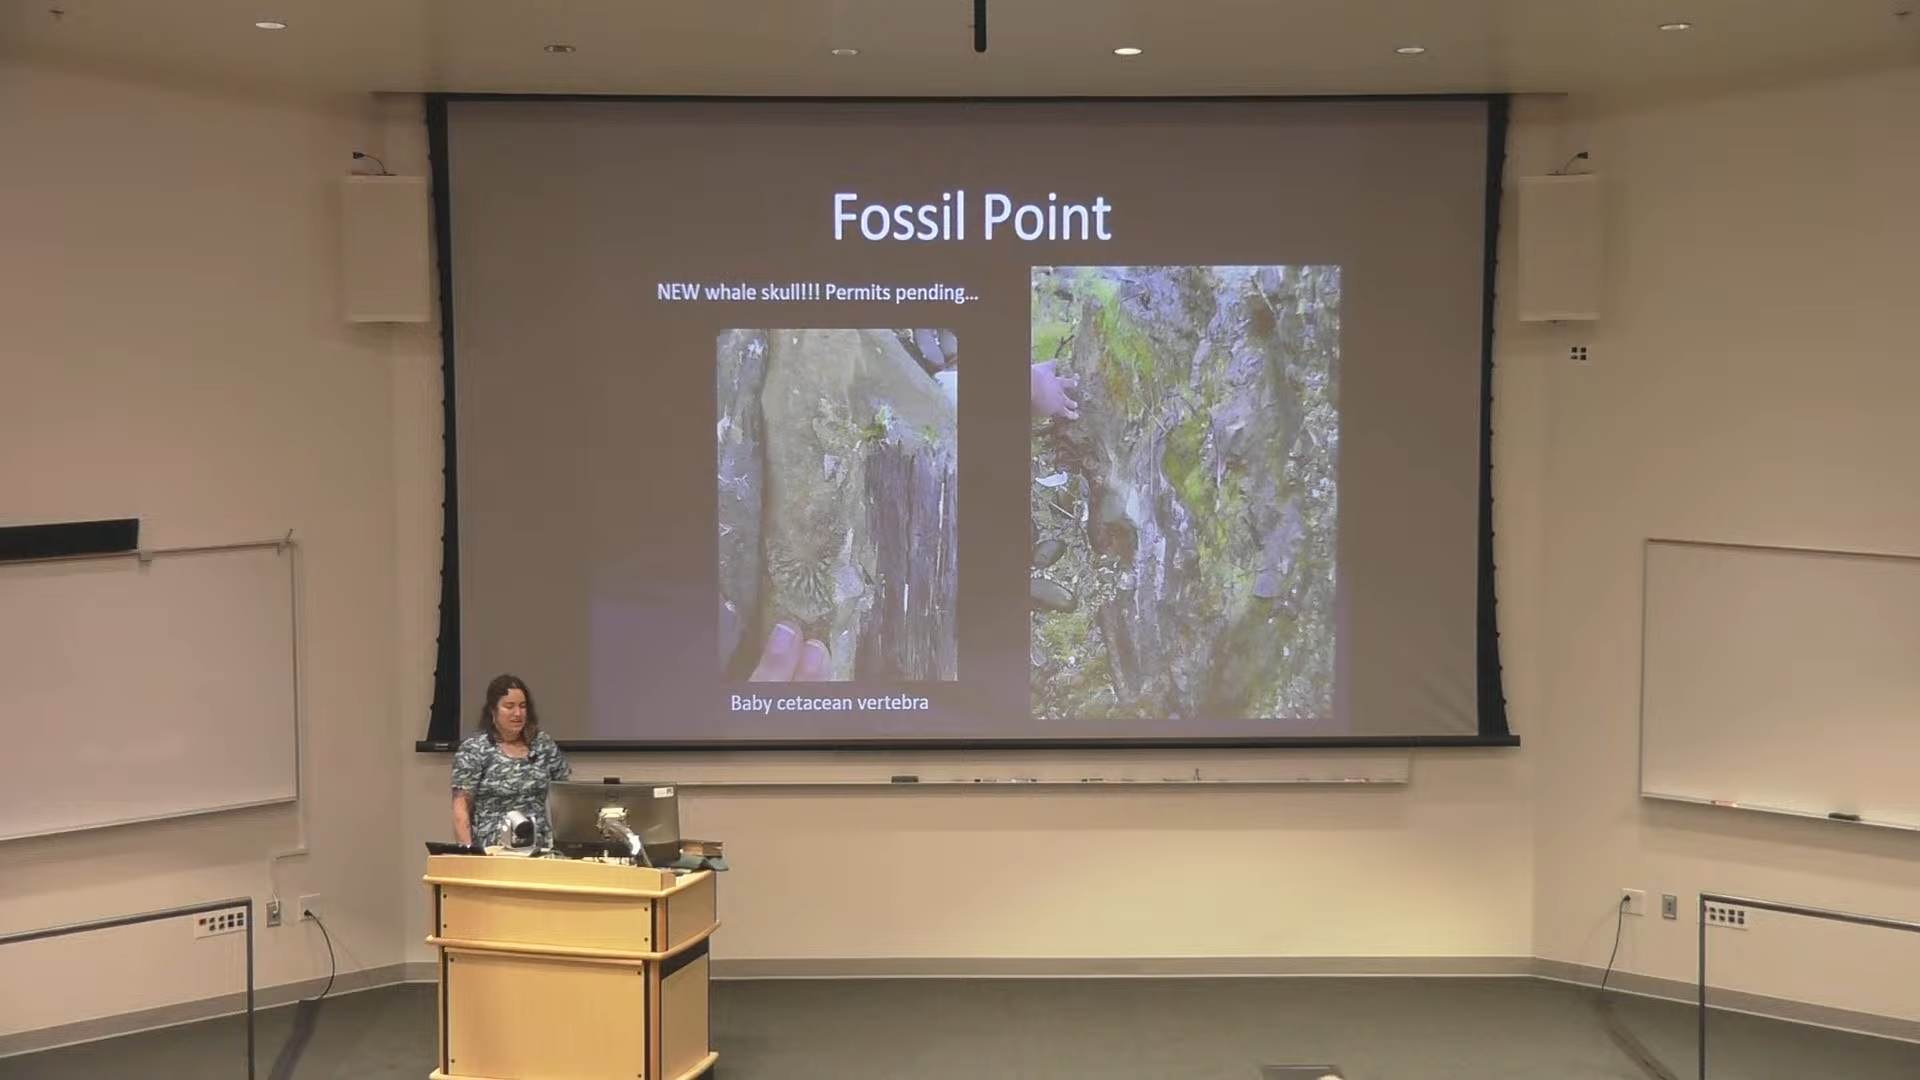 Fossil Point
NEW whale skull!!! Permits pending...
Baby cetacean vertebra